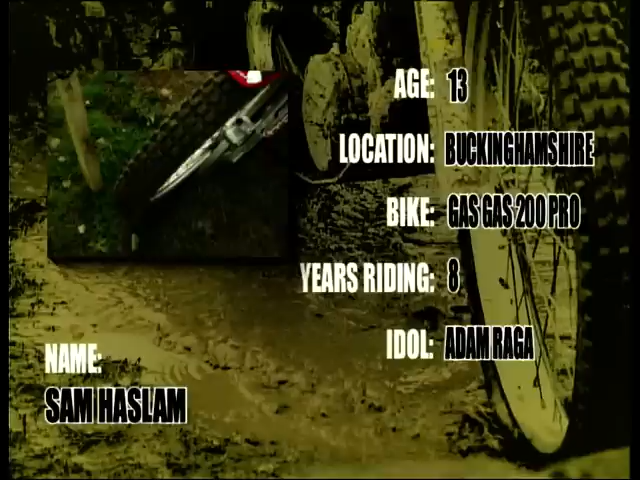 AGE: 13
LOCATION: BUCKINGHAMSHIRE
BIKE: GAS GAS 200 PRO
YEARS RIDING: 8
IDOL: ADAM RAGA
NAME:
SAM HASLAM